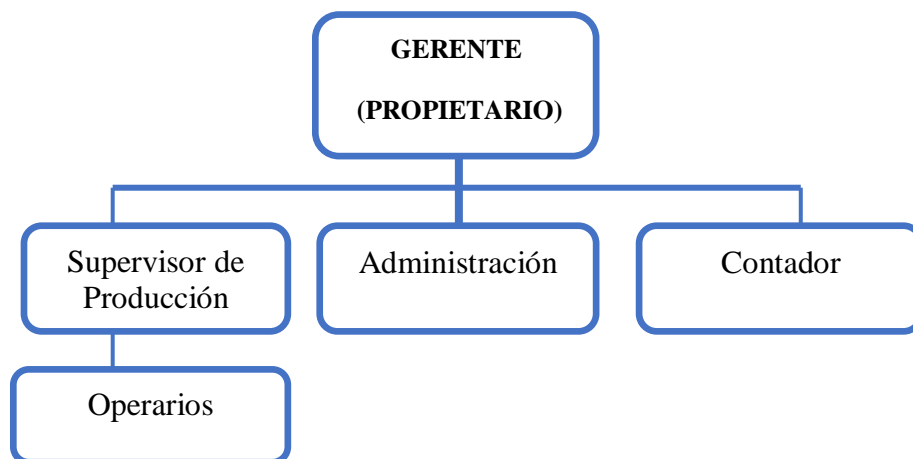 GERENTE
(PROPIETARIO)
Supervisor de
Producción
Administración
Contador
Operarios